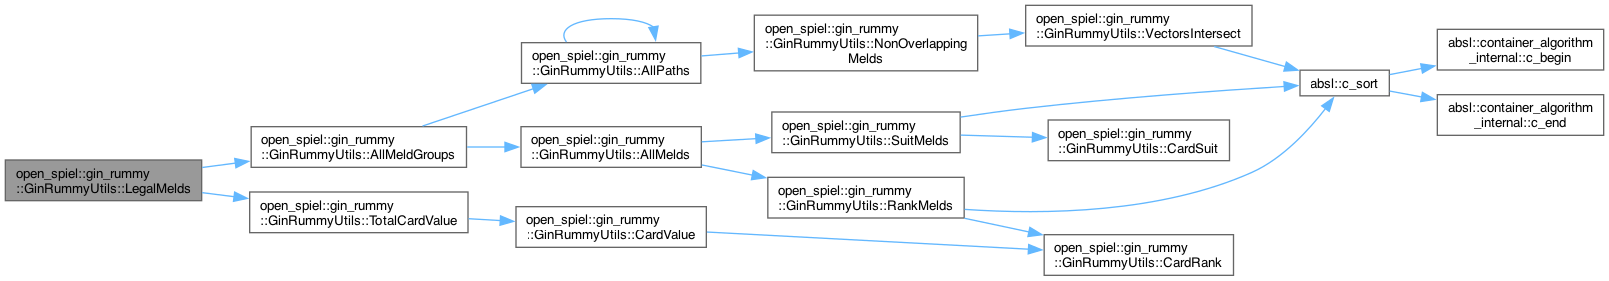 open_spiel::gin_rummy
::GinRummyUtils::LegalMelds
open_spiel::gin_rummy
::GinRummyUtils::AllMeldGroups
open_spiel::gin_rummy
::GinRummyUtils::TotalCardValue
open_spiel::gin_rummy
::GinRummyUtils::AllPaths
open_spiel::gin_rummy
::GinRummyUtils::AllMelds
open_spiel::gin_rummy
::GinRummyUtils::CardValue
open_spiel::gin_rummy
::GinRummyUtils::NonOverlapping
Melds
open_spiel::gin_rummy
::GinRummyUtils::SuitMelds
open_spiel::gin_rummy
::GinRummyUtils::RankMelds
open_spiel::gin_rummy
::GinRummyUtils::VectorsIntersect
open_spiel::gin_rummy
::GinRummyUtils::CardSuit
open_spiel::gin_rummy
::GinRummyUtils::CardRank
absl::c_sort
absl::container_algorithm
_internal::c_begin
absl::container_algorithm
_internal::c_end